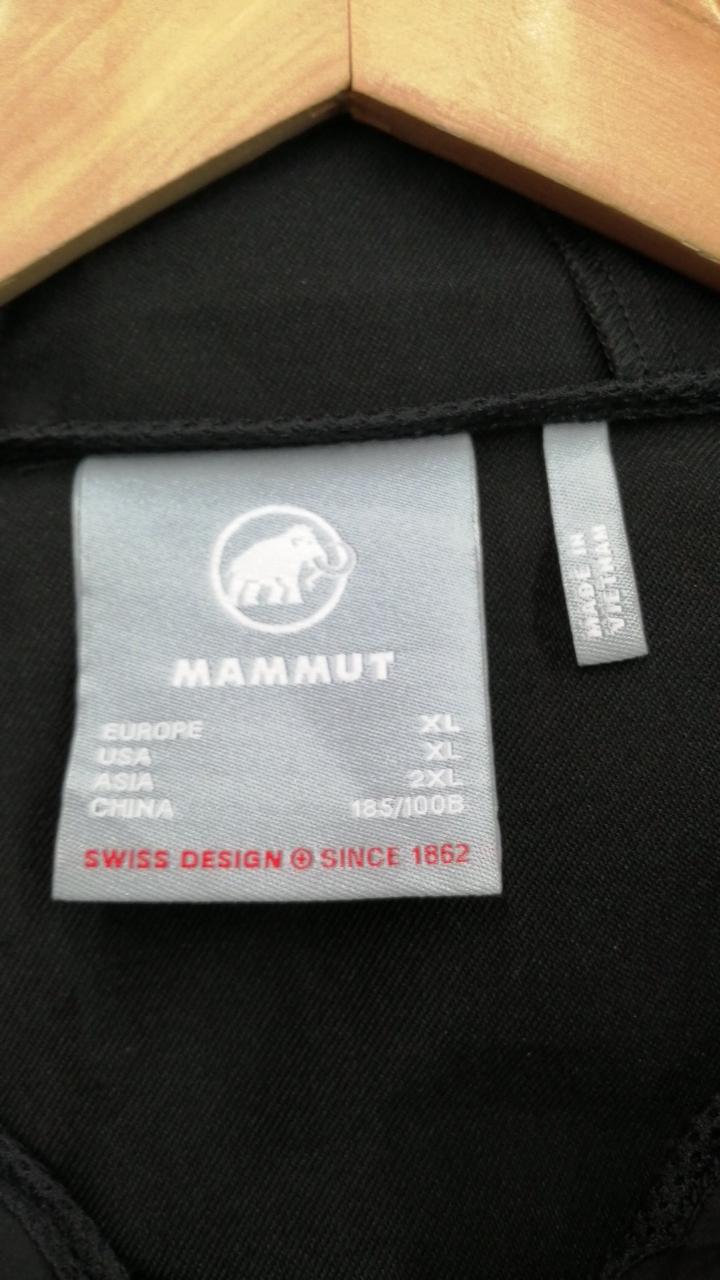 MAMMUT
EUROPE XL
USA XL
ASIA 2XL
CHINA 185/100B
SWISS DESIGN SINCE 1862
MADE IN
VIETNAM